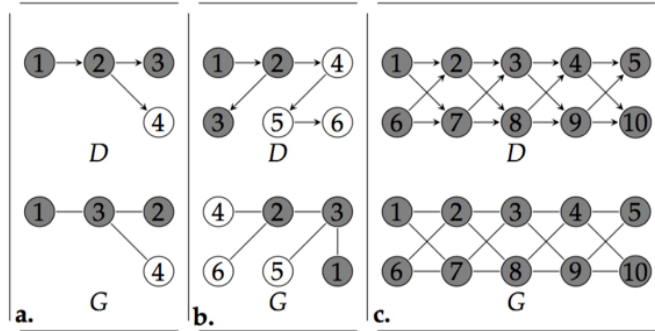 1 2 3 1 2 4 1 2 3 4 5
4 3 5 6 6 7 8 9 10
D D D
1 3 2 4 2 3 1 2 3 4 5
4 6 5 1 6 7 8 9 10
a. G b. G c. G